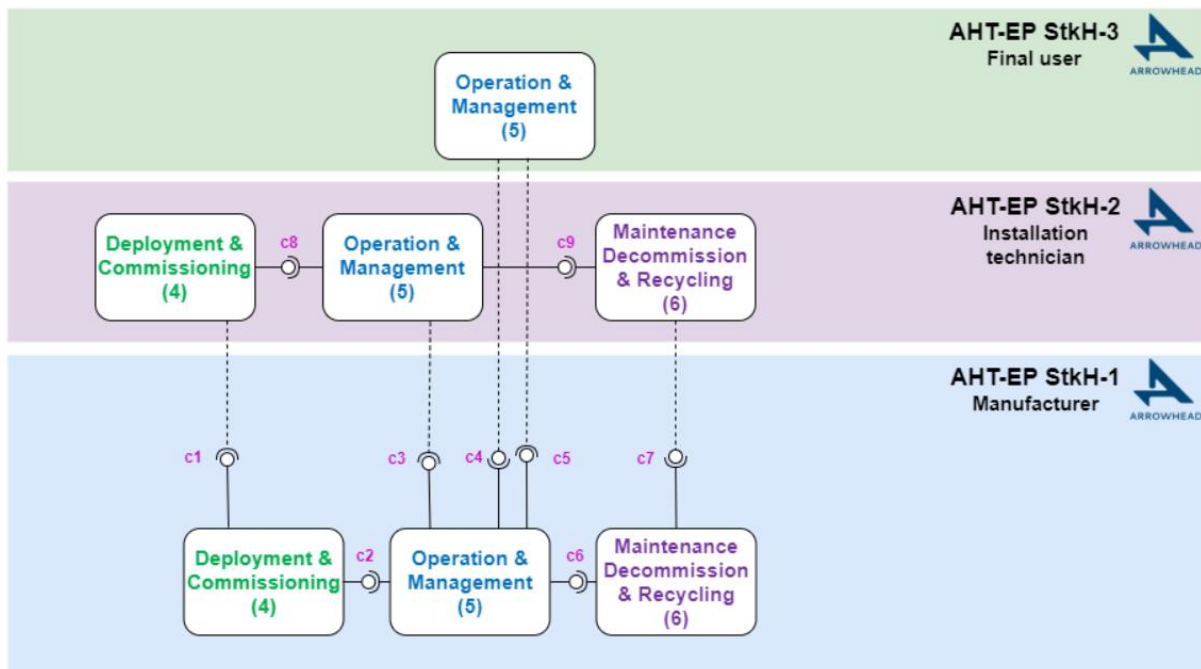 AHT-EP StkH-3
Final user
ARROWHEAD
Operation &
Management
(5)
AHT-EP StkH-2
Installation
technician
ARROWHEAD
Deployment &
Commissioning
(4)
c8
Operation &
Management
(5)
c9
Maintenance
Decommission
& Recycling
(6)
AHT-EP StkH-1
Manufacturer
ARROWHEAD
c1
c3
c4
c5
c7
Deployment &
Commissioning
(4)
c2
Operation &
Management
(5)
c6
Maintenance
Decommission
& Recycling
(6)